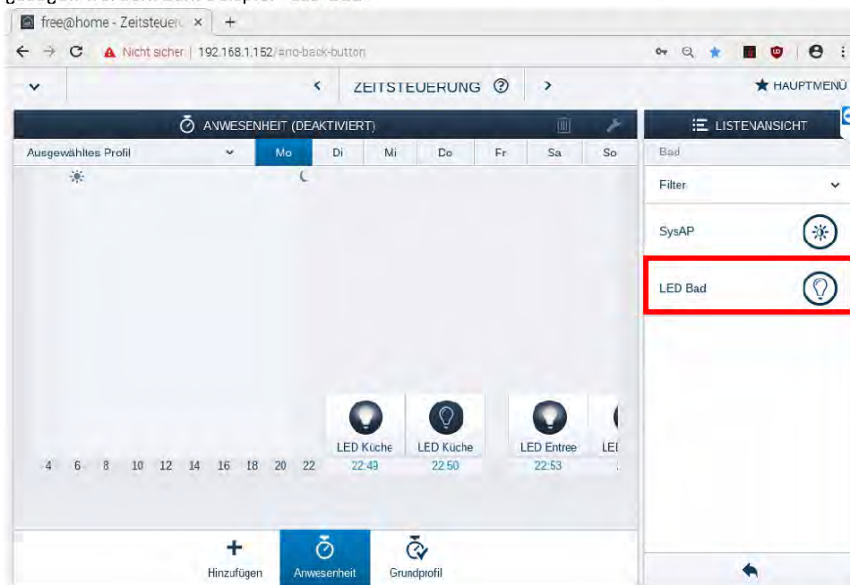 free@home - Zeitsteuer
Nicht sicher | 192.168.1.152/#no-back-button
ZEITSTEUERUNG
HAUPTMENÜ
ANWESENHEIT (DEAKTIVIERT)
LISTENANSICHT
Ausgewähltes Profil Mo Di Mi Do Fr Sa So
Bad
Filter
SysAP
LED Bad
LED Küche LED Küche LED Entree LE
4 6 8 10 12 14 16 18 20 22 22:49 22:50 22:53
Hinzufügen Anwesenheit Grundprofil